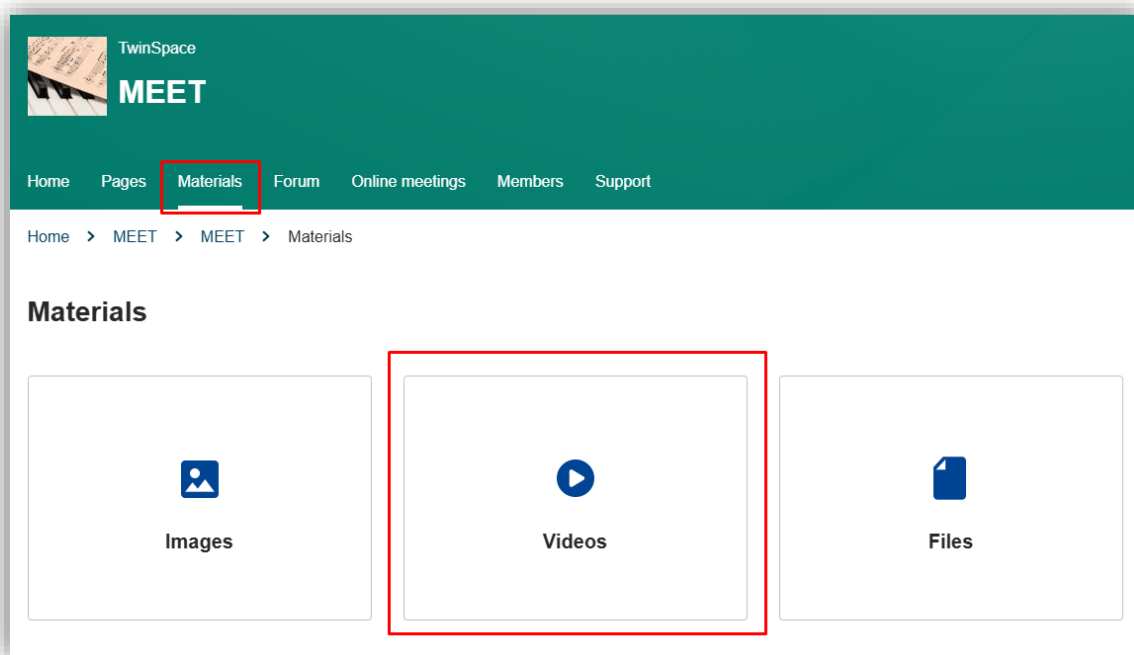 TwinSpace
MEET
Home Pages Materials Forum Online meetings Members Support
Home > MEET > MEET > Materials
Materials
Images Videos Files